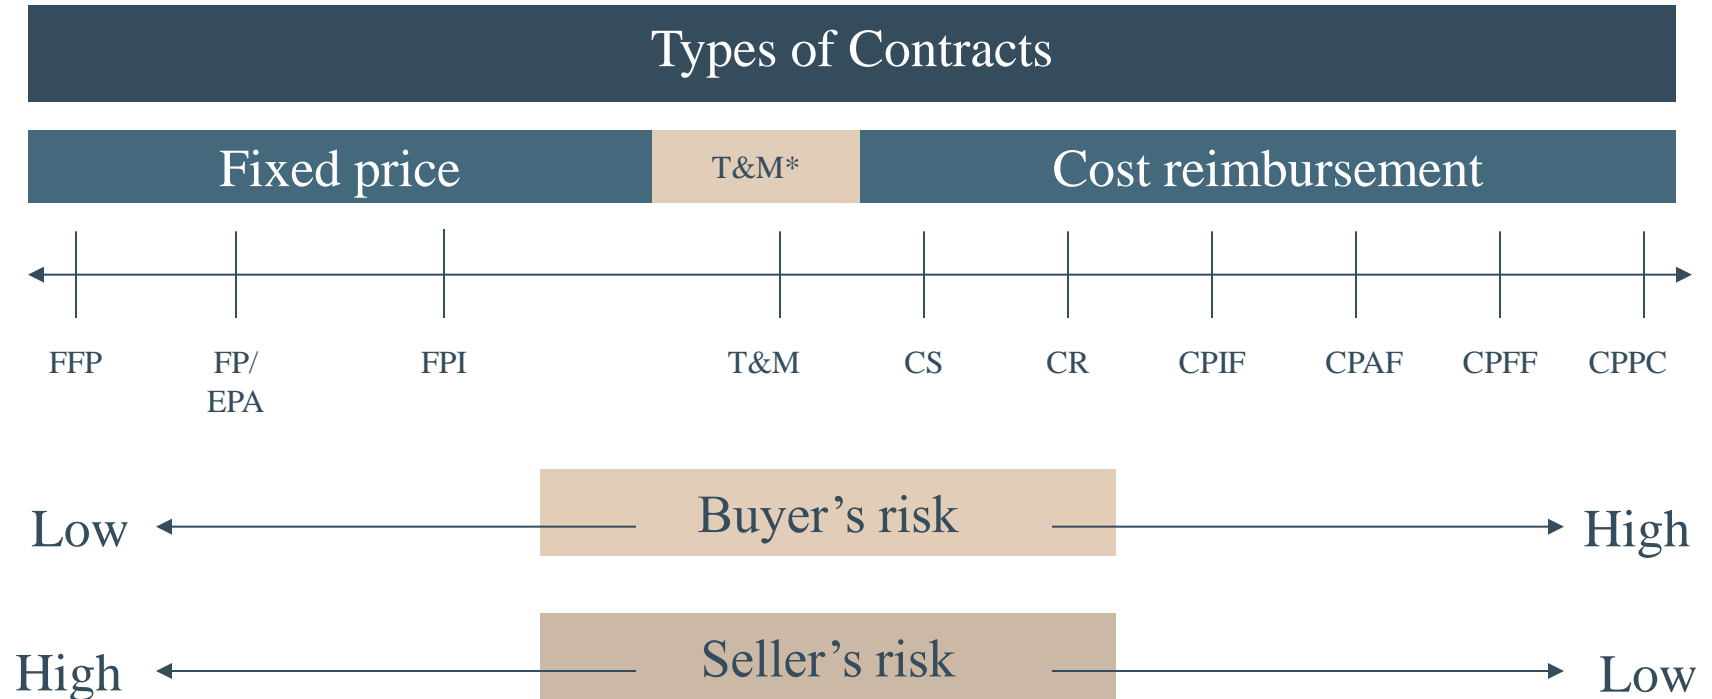 Types of Contracts
Fixed price
T&M*
Cost reimbursement
FFP
FP/
EPA
FPI
T&M
CS
CR
CPIF
CPAF
CPFF
CPPC
Low
Buyer’s risk
High
High
Seller’s risk
Low